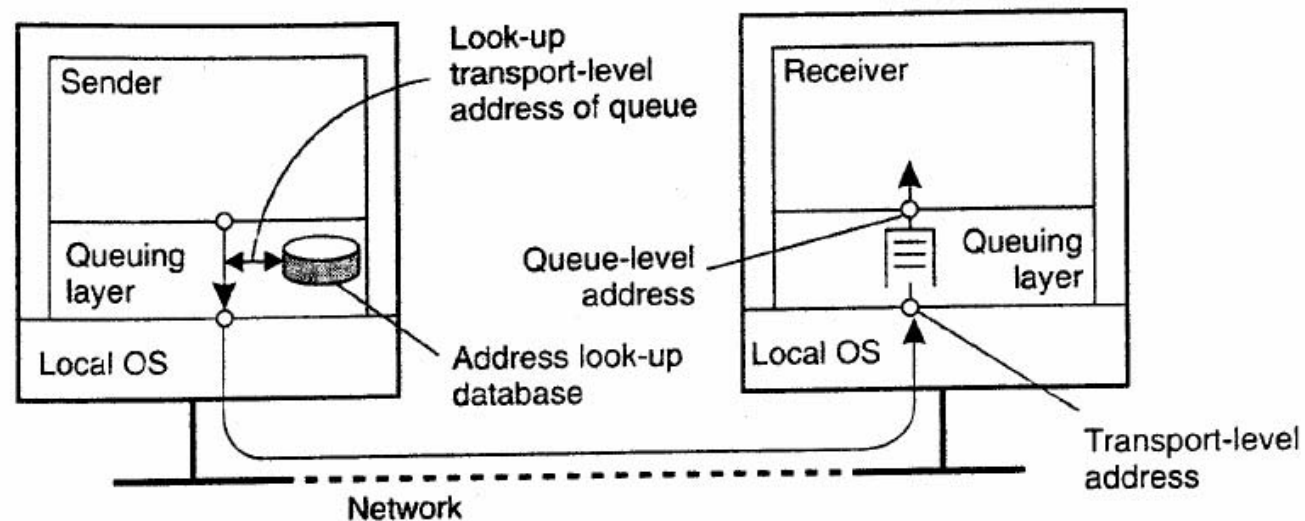 Look-up
transport-level
address of queue
Sender
Receiver
Queuing
layer
Queue-level
address
Queuing
layer
Local OS
Address look-up
database
Local OS
Transport-level
address
Network